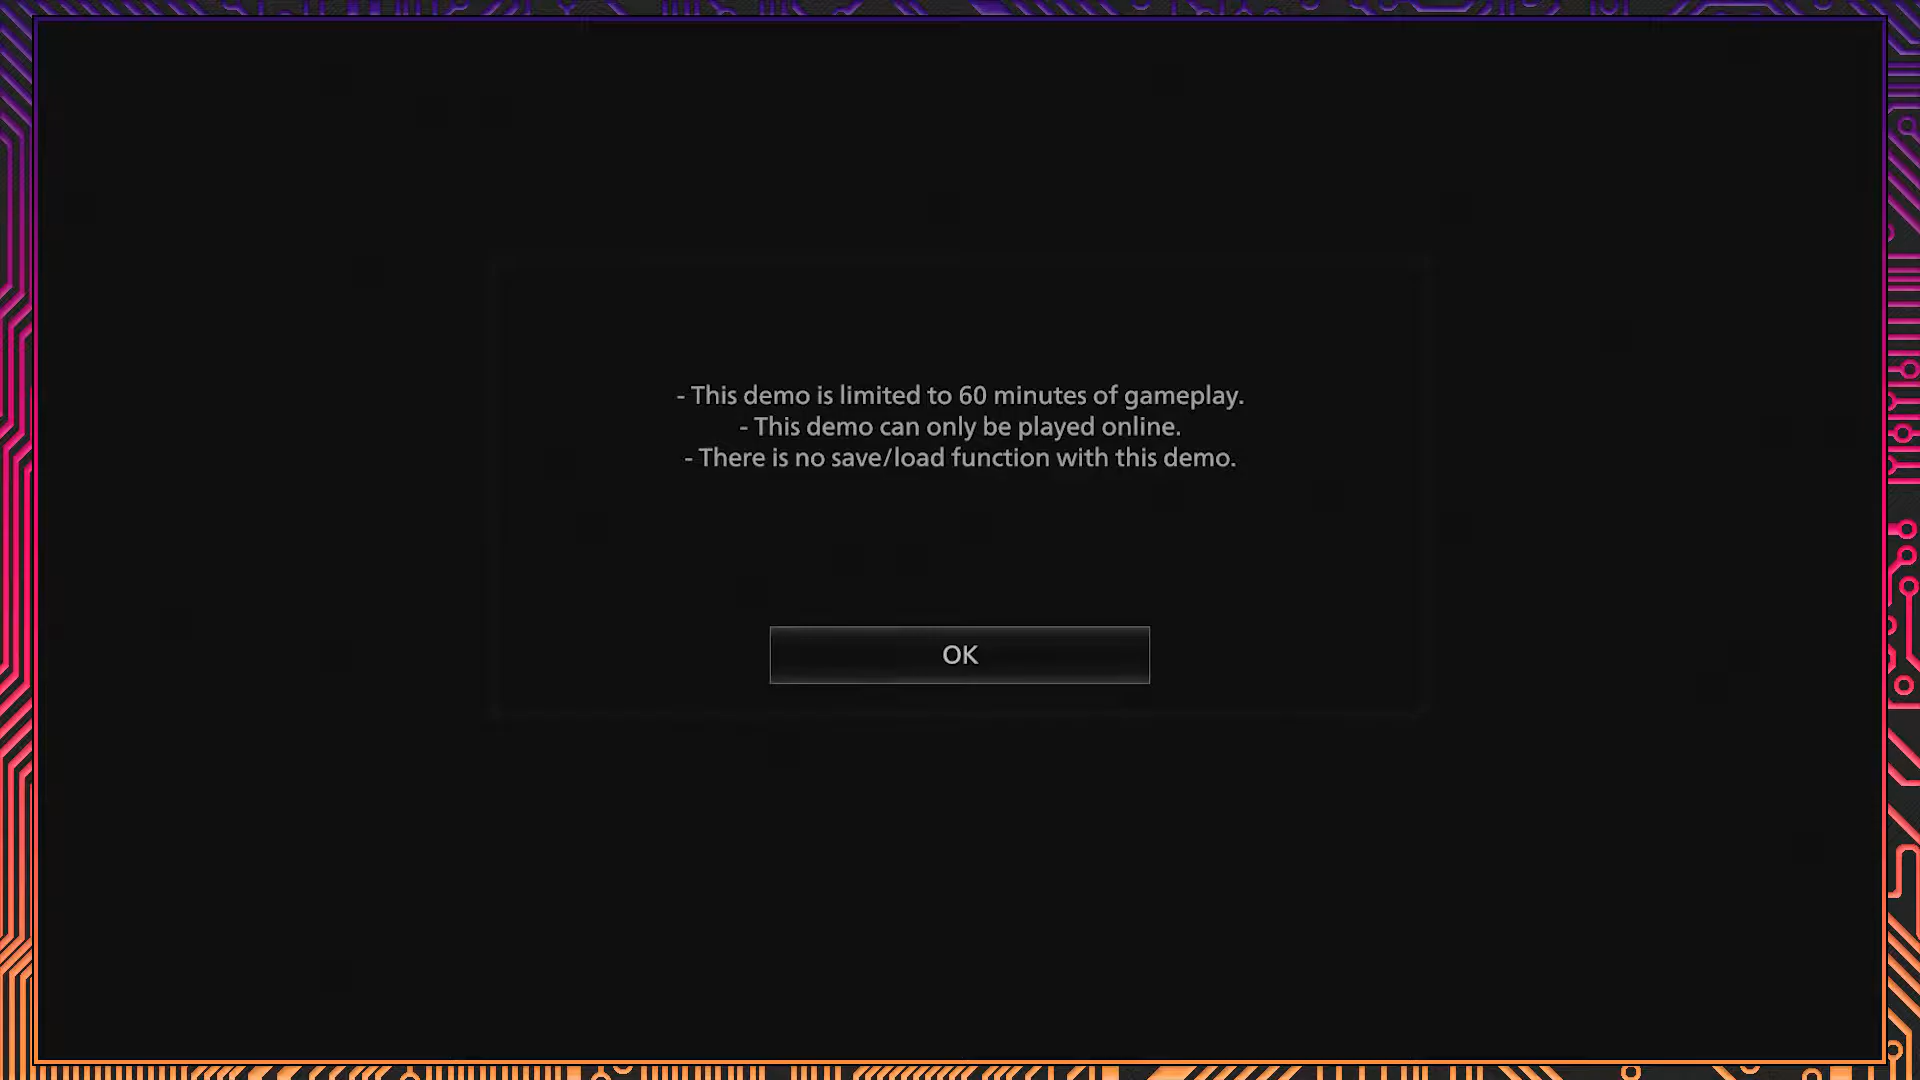 - This demo is limited to 60 minutes of gameplay.
- This demo can only be played online.
- There is no save/load function with this demo.
OK